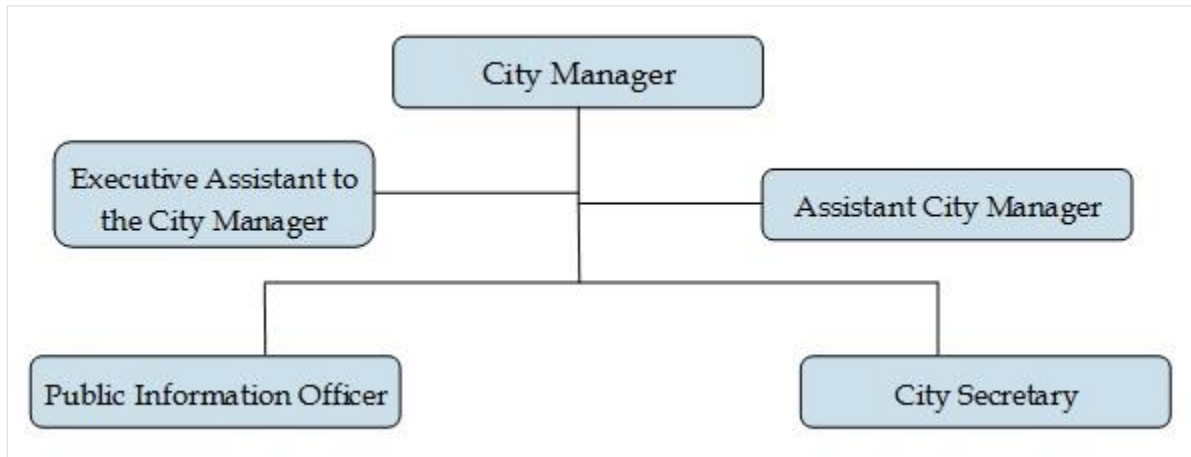 City Manager
Executive Assistant to
the City Manager
Assistant City Manager
Public Information Officer
City Secretary